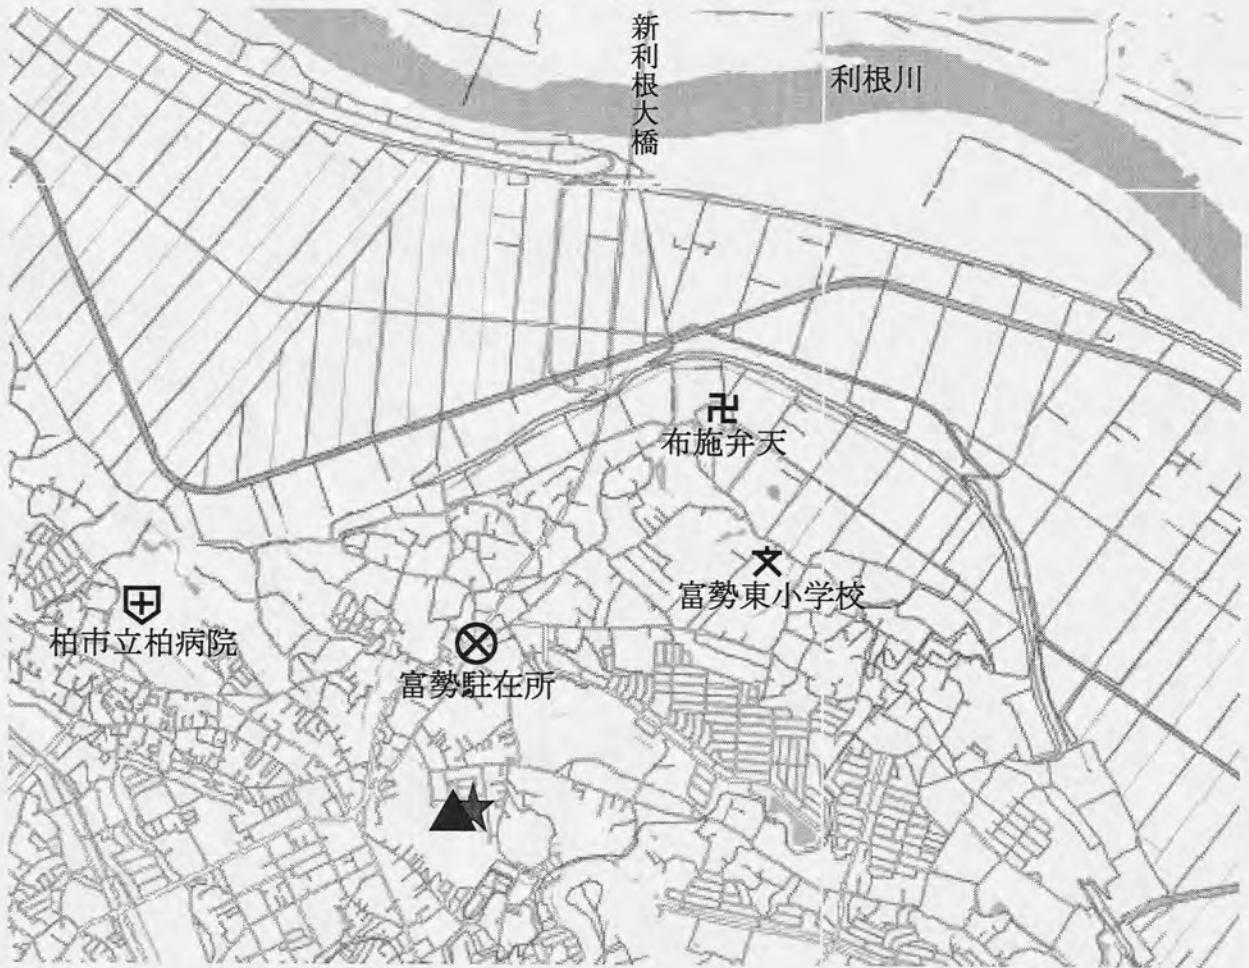 新利根大橋
利根川
布施弁天
富勢東小学校
柏市立柏病院
富勢駐在所